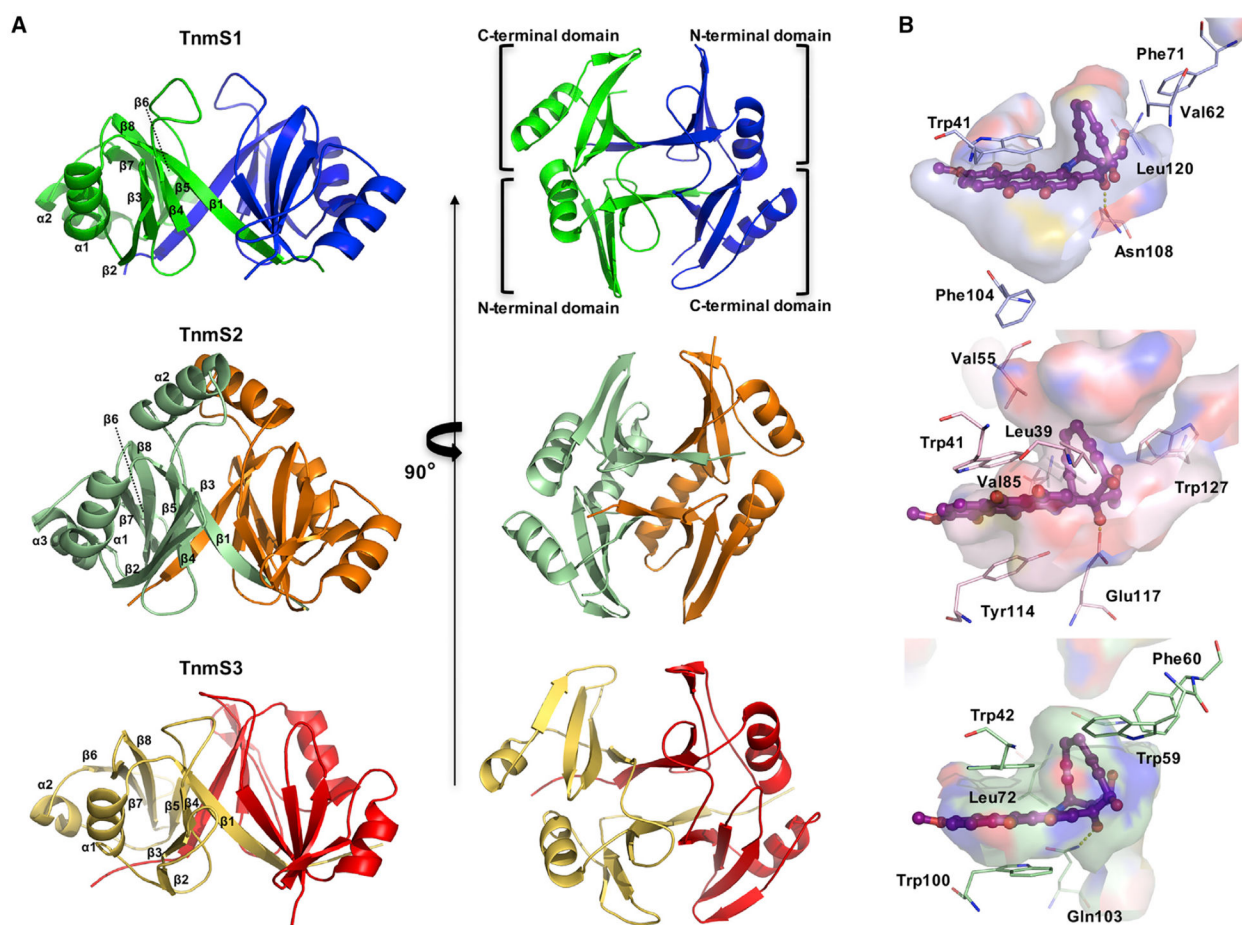 A
TnmS1
β6
β8
β7
β3
β5
β4
β1
α2
α1
β2
C-terminal domain
N-terminal domain
N-terminal domain
C-terminal domain
TnmS2
α2
β6
β8
β3
β5
β7
α3
α1
β1
β2
β4
90°
TnmS3
β6
β8
α2
β7
β5
β4
β1
α1
β3
β2
B
Phe71
Val62
Trp41
Leu120
Asn108
Phe104
Val55
Leu39
Trp41
Val85
Trp127
Tyr114
Glu117
Phe60
Trp42
Trp59
Leu72
Trp100
Gln103